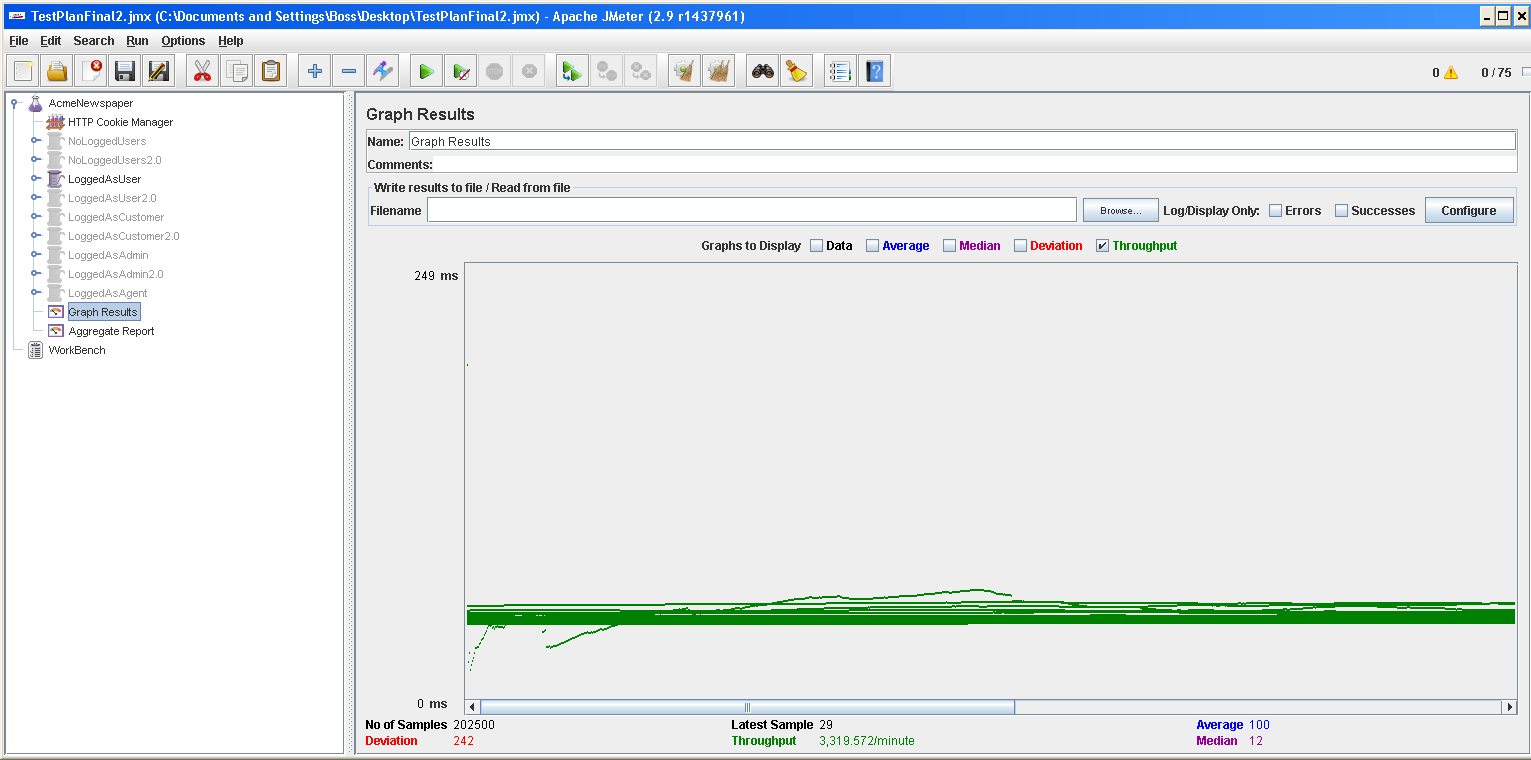 TestPlanFinal2.jmx (C:\Documents and Settings\Boss\Desktop\TestPlanFinal2.jmx) - Apache JMeter (2.9 r1437961)
File Edit Search Run Options Help
0 0 / 75
AcmeNewspaper
HTTP Cookie Manager
NoLoggedUsers
NoLoggedUsers2.0
LoggedAsUser
LoggedAsUser2.0
LoggedAsCustomer
LoggedAsCustomer2.0
LoggedAsAdmin
LoggedAsAdmin2.0
LoggedAsAgent
Graph Results
Aggregate Report
WorkBench
Graph Results
Name: Graph Results
Comments:
Write results to file / Read from file
Filename Browse... Log/Display Only: Errors Successes Configure
Graphs to Display Data Average Median Deviation Throughput
249 ms
0 ms
No of Samples 202500 Latest Sample 29 Average 100
Deviation 242 Throughput 3,319.572/minute Median 12